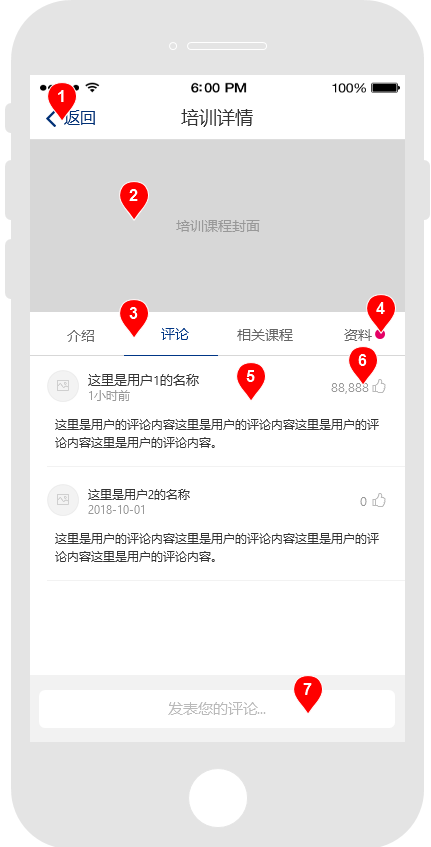 6:00 PM
100%
1
返回
培训详情
2
培训课程封面
3
4
介绍
评论
相关课程
资料
5
6
这里是用户1的名称
88,888
1小时前
这里是用户的评论内容这里是用户的评论内容这里是用户的评
论内容这里是用户的评论内容。
这里是用户2的名称
0
2018-10-01
这里是用户的评论内容这里是用户的评论内容这里是用户的评
论内容这里是用户的评论内容。
7
发表您的评论...